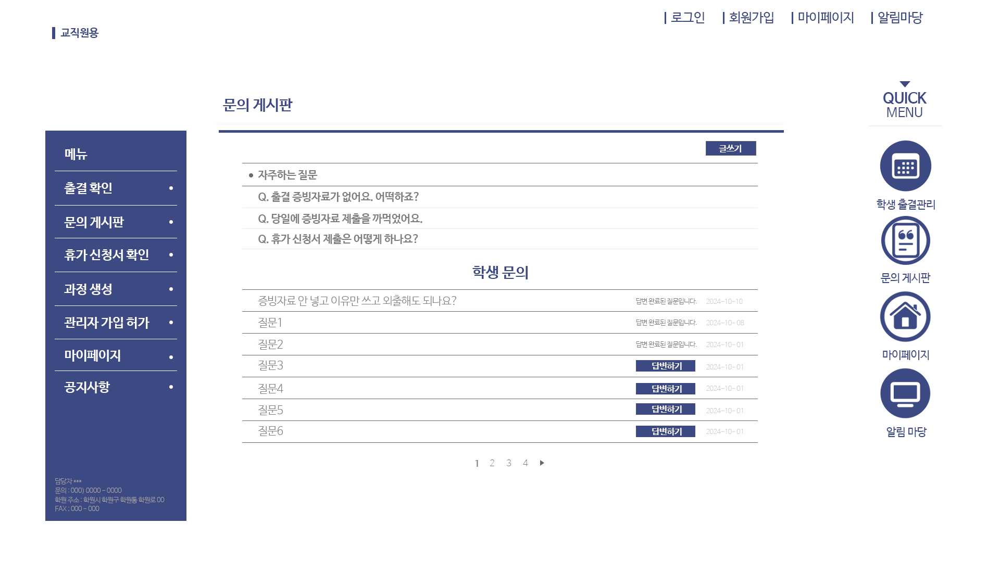 로그인 회원가입 마이페이지 알림마당
교직원용
문의 게시판
QUICK
MENU
메뉴
출결 확인
문의 게시판
휴가 신청서 확인
과정 생성
관리자 가입 허가
마이페이지
공지사항
담당자 ***
문의 : 000) 0000 - 0000
학원 주소 : 학원시 학원구 학원동 학원로 00
FAX ; 000 - 000
글쓰기
• 자주하는 질문
Q. 출결 증빙자료가 없어요. 어떡하죠?
Q. 당일에 증빙자료 제출을 까먹었어요.
Q. 휴가 신청서 제출은 어떻게 하나요?
학생 문의
증빙자료 안 넣고 이유만 쓰고 외출해도 되나요? 답변 완료된 질문입니다. 2024-10-10
질문1 답변 완료된 질문입니다. 2024-10- 08
질문2 답변 완료된 질문입니다. 2024-10- 01
질문3 답변하기 2024-10- 01
질문4 답변하기 2024-10- 01
질문5 답변하기 2024-10- 01
질문6 답변하기 2024-10- 01
1 2 3 4
학생 출결관리
문의 게시판
마이페이지
알림 마당